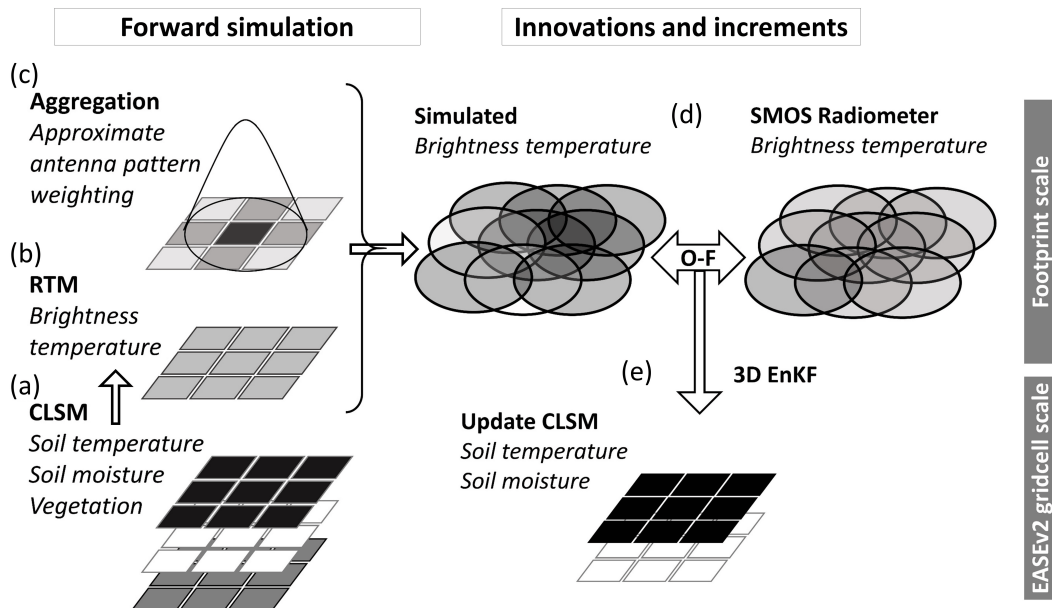 Forward simulation
Innovations and increments
(c)
Aggregation
Approximate
antenna pattern
weighting
(b)
RTM
Brightness
temperature
(a)
CLSM
Soil temperature
Soil moisture
Vegetation
Simulated
Brightness temperature
(d)
SMOS Radiometer
Brightness temperature
O-F
(e)
3D EnKF
Update CLSM
Soil temperature
Soil moisture
Footprint scale
EASEv2 gridcell scale